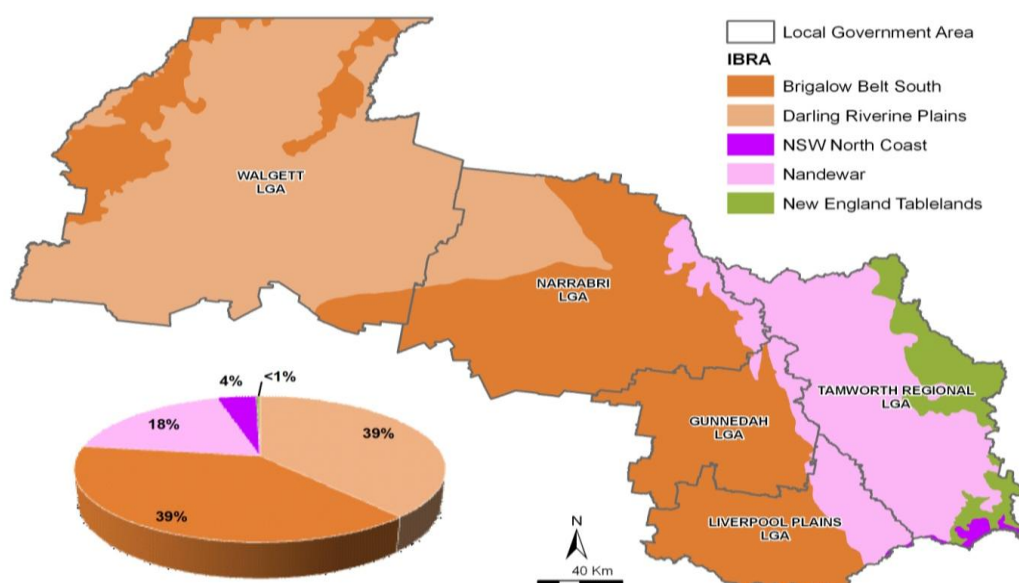 Local Government Area
IBRA
Brigalow Belt South
Darling Riverine Plains
NSW North Coast
Nandewar
New England Tablelands
WALGETT
LGA
NARRABRI
LGA
TAMWORTH REGIONAL
LGA
GUNNEDAH
LGA
LIVERPOOL PLAINS
LGA
<1%
4%
18%
39%
39%
N
40 Km